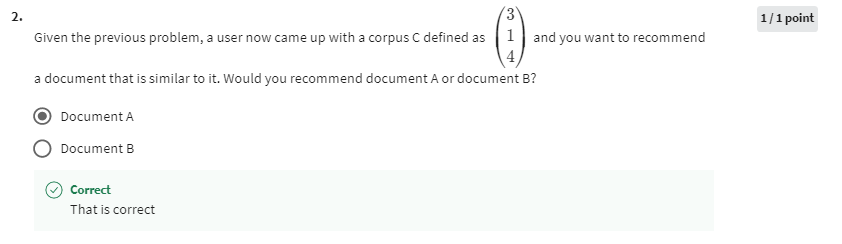 2.
1 / 1 point
Given the previous problem, a user now came up with a corpus C defined as (3 1 4) and you want to recommend
a document that is similar to it. Would you recommend document A or document B?
Document A
Document B
Correct
That is correct